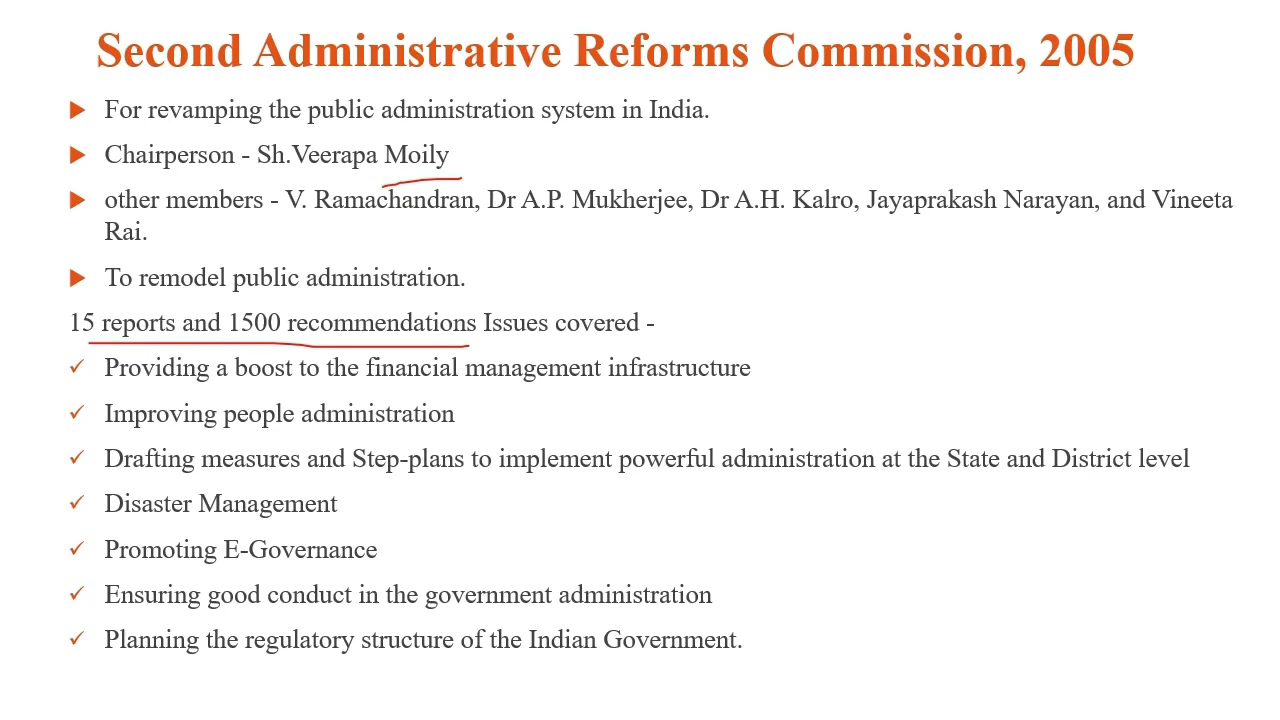 Second Administrative Reforms Commission, 2005
For revamping the public administration system in India.
Chairperson - Sh.Veerapa Moily
other members - V. Ramachandran, Dr A.P. Mukherjee, Dr A.H. Kalro, Jayaprakash Narayan, and Vineeta
Rai.
To remodel public administration.
15 reports and 1500 recommendations Issues covered -
Providing a boost to the financial management infrastructure
Improving people administration
Drafting measures and Step-plans to implement powerful administration at the State and District level
Disaster Management
Promoting E-Governance
Ensuring good conduct in the government administration
Planning the regulatory structure of the Indian Government.